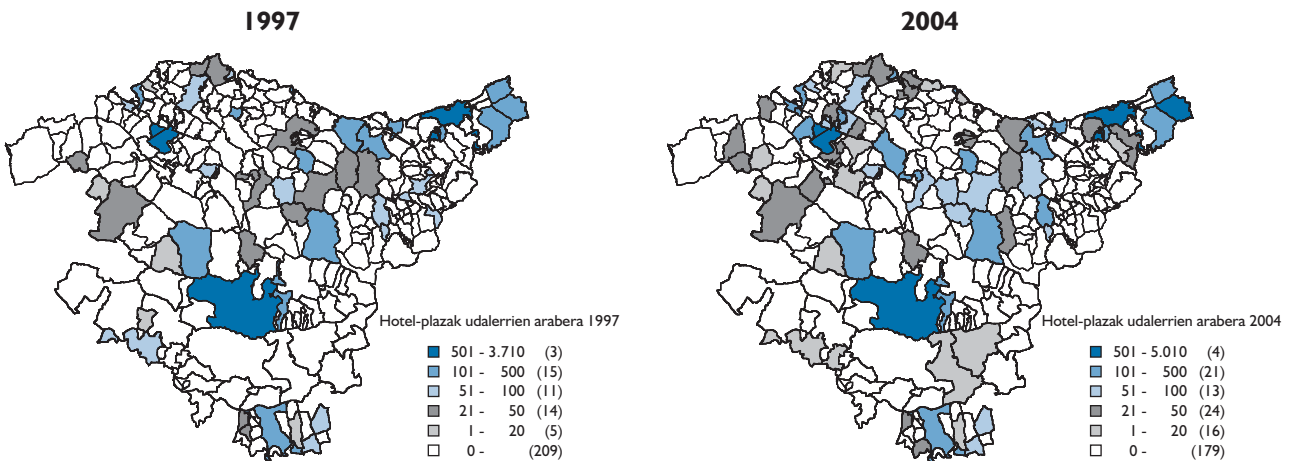 1997
2004
Hotel-plazak udalerrien arabera 1997
501 - 3.710 (3)
101 - 500 (15)
51 - 100 (11)
21 - 50 (14)
1 - 20 (5)
0 - (209)
Hotel-plazak udalerrien arabera 2004
501 - 5.010 (4)
101 - 500 (21)
51 - 100 (13)
21 - 50 (24)
1 - 20 (16)
0 - (179)